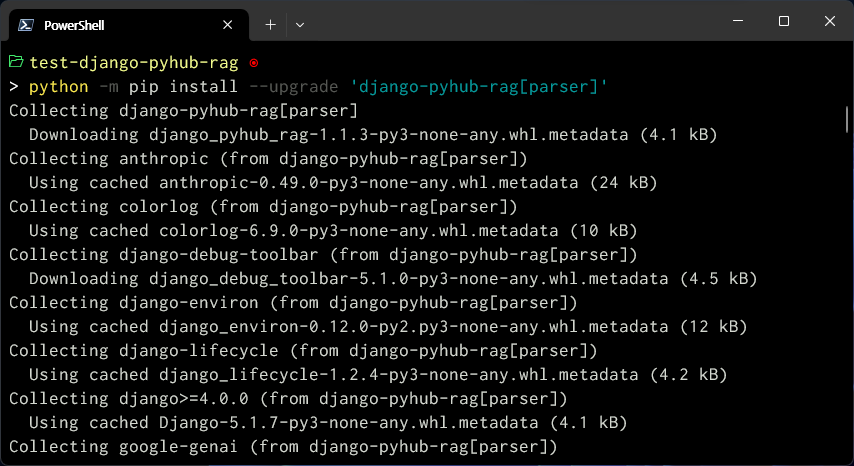 PowerShell
test-django-pyhub-rag
> python -m pip install --upgrade 'django-pyhub-rag[parser]'
Collecting django-pyhub-rag[parser]
  Downloading django_pyhub_rag-1.1.3-py3-none-any.whl.metadata (4.1 kB)
Collecting anthropic (from django-pyhub-rag[parser])
  Using cached anthropic-0.49.0-py3-none-any.whl.metadata (24 kB)
Collecting colorlog (from django-pyhub-rag[parser])
  Using cached colorlog-6.9.0-py3-none-any.whl.metadata (10 kB)
Collecting django-debug-toolbar (from django-pyhub-rag[parser])
  Downloading django_debug_toolbar-5.1.0-py3-none-any.whl.metadata (4.5 kB)
Collecting django-environ (from django-pyhub-rag[parser])
  Using cached django_environ-0.12.0-py2.py3-none-any.whl.metadata (12 kB)
Collecting django-lifecycle (from django-pyhub-rag[parser])
  Using cached django_lifecycle-1.2.4-py3-none-any.whl.metadata (4.2 kB)
Collecting django>=4.0.0 (from django-pyhub-rag[parser])
  Using cached Django-5.1.7-py3-none-any.whl.metadata (4.1 kB)
Collecting google-genai (from django-pyhub-rag[parser])